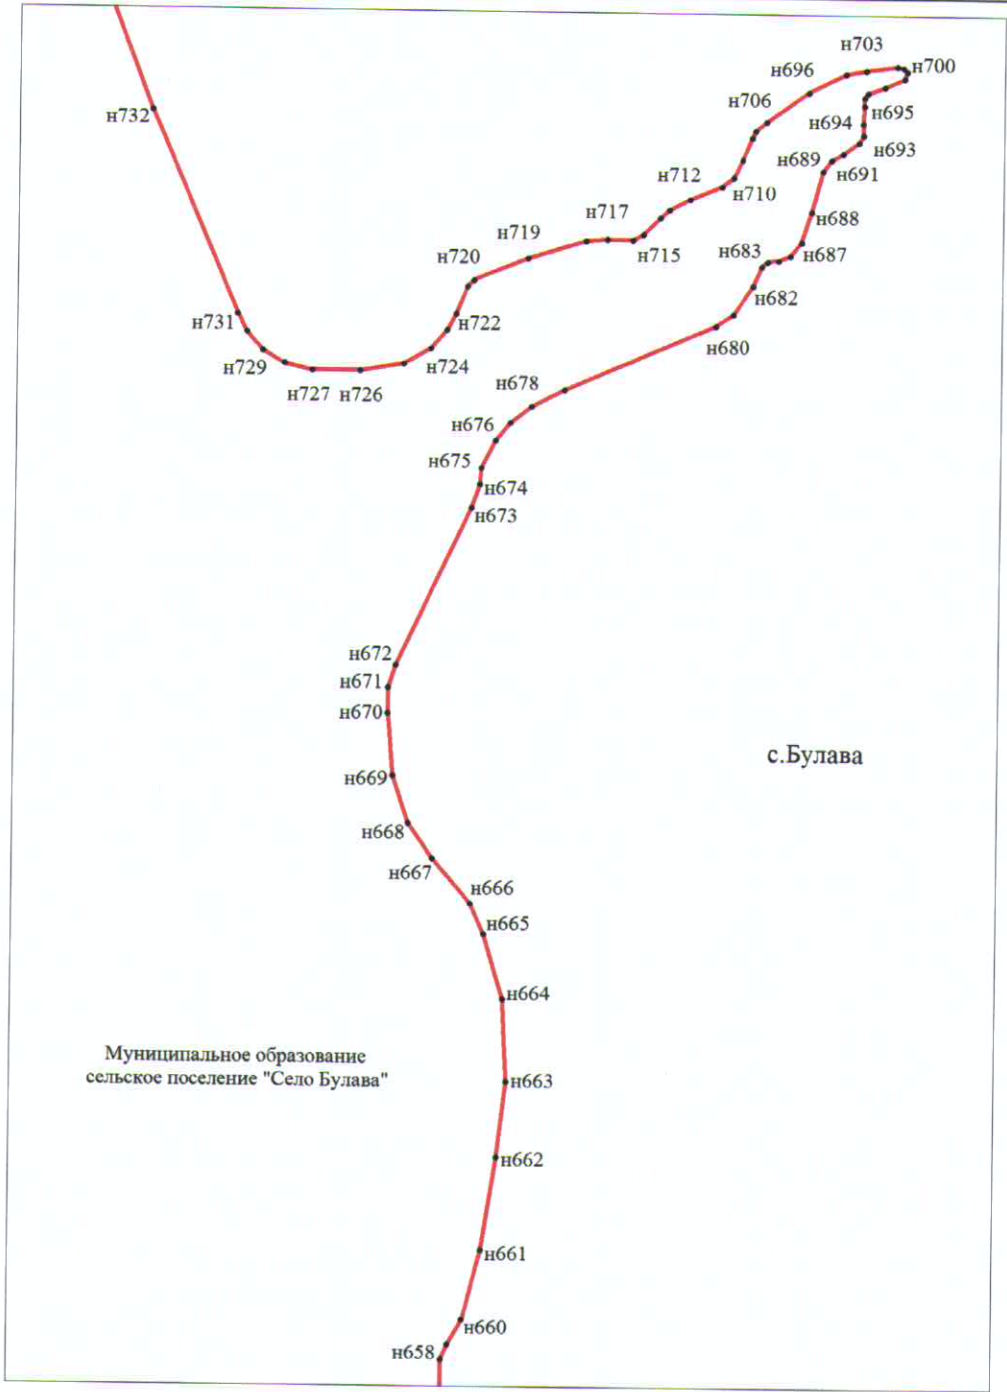 н703
н700
н696
н732
н706
н695
н694
н693
н689
н691
н712
н710
н688
н717
н719
н715
н683
н687
н720
н682
н731
н722
н680
н729
н724
н727
н726
н678
н676
н675
н674
н673
н672
н671
н670
с.Булава
н669
н668
н667
н666
н665
н664
Муниципальное образование
сельское поселение "Село Булава"
н663
н662
н661
н660
н658